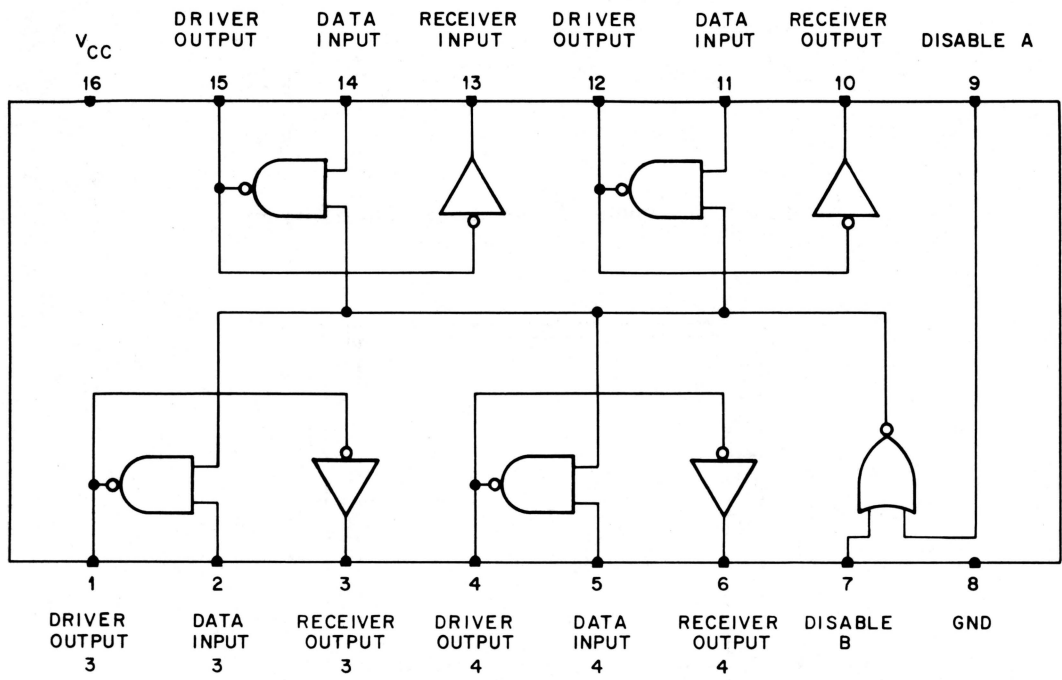 V
CC
DRIVER
OUTPUT
DATA
INPUT
RECEIVER
INPUT
DRIVER
OUTPUT
DATA
INPUT
RECEIVER
OUTPUT
DISABLE A
16 15 14 13 12 11 10 9
1 2 3 4 5 6 7 8
DRIVER
OUTPUT
3
DATA
INPUT
3
RECEIVER
OUTPUT
3
DRIVER
OUTPUT
4
DATA
INPUT
4
RECEIVER
OUTPUT
4
DISABLE
B
GND